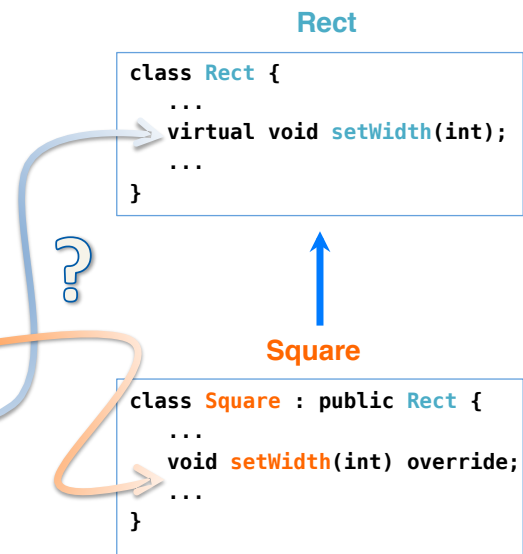 Rect
class Rect {
...
virtual void setWidth(int);
...
}
?
Square
class Square : public Rect {
...
void setWidth(int) override;
...
}